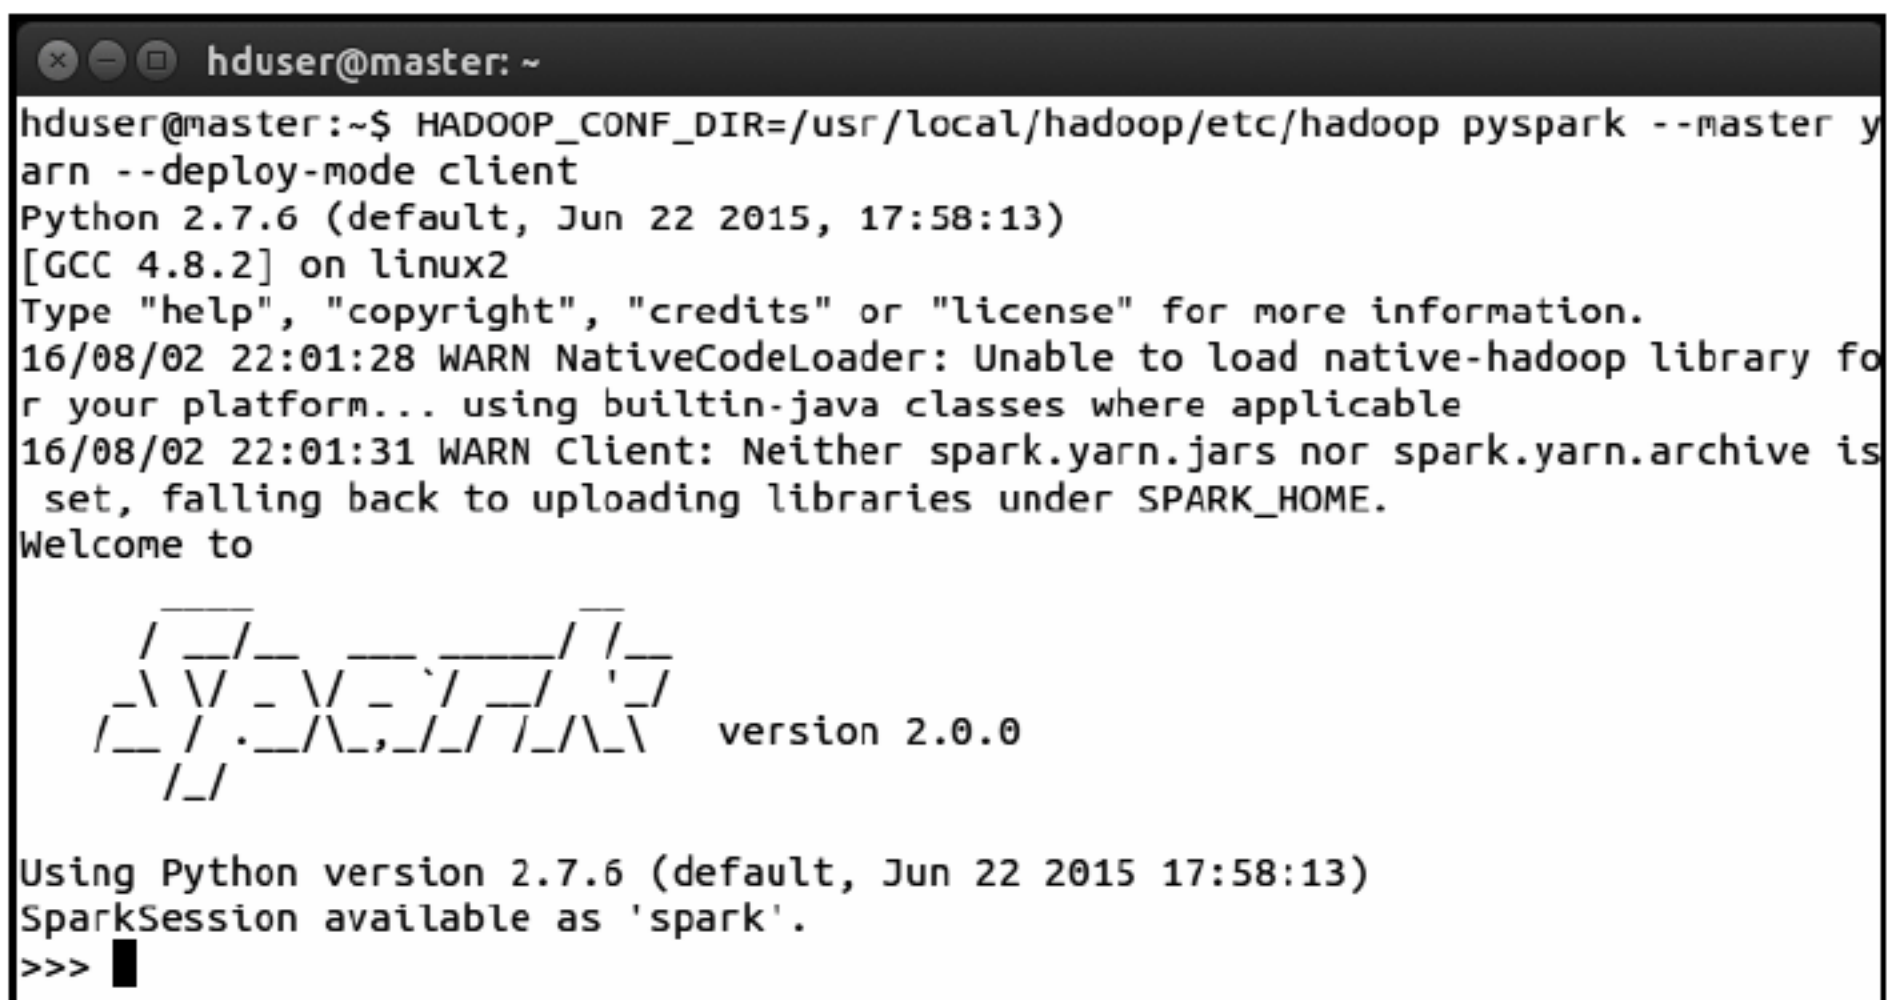 hduser@master: ~
hduser@master:~$ HADOOP_CONF_DIR=/usr/local/hadoop/etc/hadoop pyspark --master y
arn --deploy-mode client
Python 2.7.6 (default, Jun 22 2015, 17:58:13)
[GCC 4.8.2] on linux2
Type "help", "copyright", "credits" or "license" for more information.
16/08/02 22:01:28 WARN NativeCodeLoader: Unable to load native-hadoop library fo
r your platform... using builtin-java classes where applicable
16/08/02 22:01:31 WARN Client: Neither spark.yarn.jars nor spark.yarn.archive is
 set, falling back to uploading libraries under SPARK_HOME.
Welcome to
      ____              __
     / __/__  ___ _____/ /__
    _\ \/ _ \/ _ `/ __/  '_/
   /__ / .__/\_,_/_/ /_/\_\   version 2.0.0
      /_/
Using Python version 2.7.6 (default, Jun 22 2015 17:58:13)
SparkSession available as 'spark'.
>>>